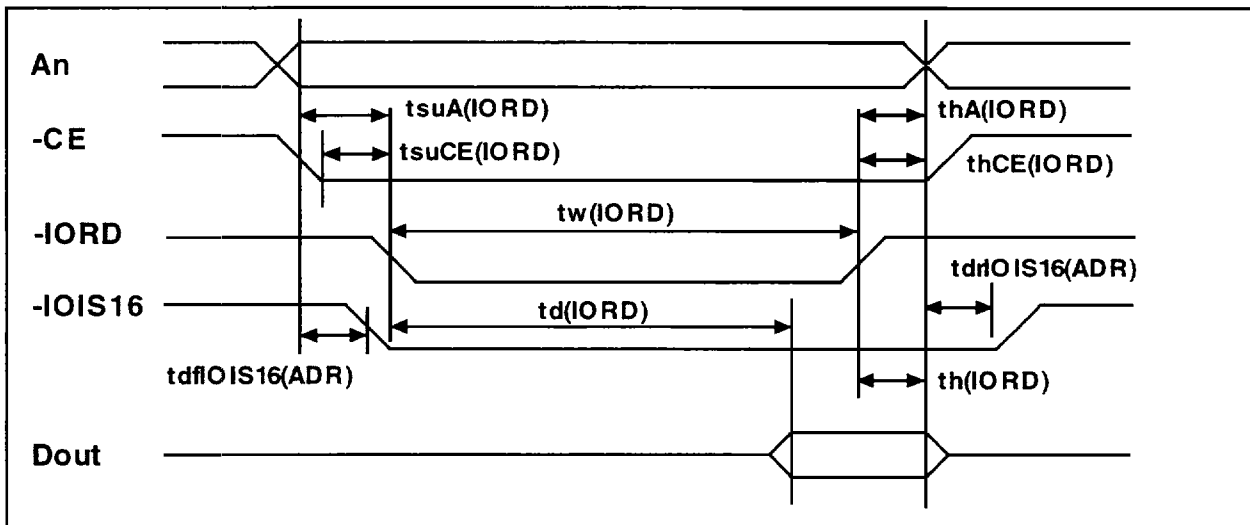 An
tsuA(IORD)
thA(IORD)
-CE
tsuCE(IORD)
thCE(IORD)
tw(IORD)
-IORD
tdrIOIS16(ADR)
-IOIS16
td(IORD)
tdfIOIS16(ADR)
th(IORD)
Dout